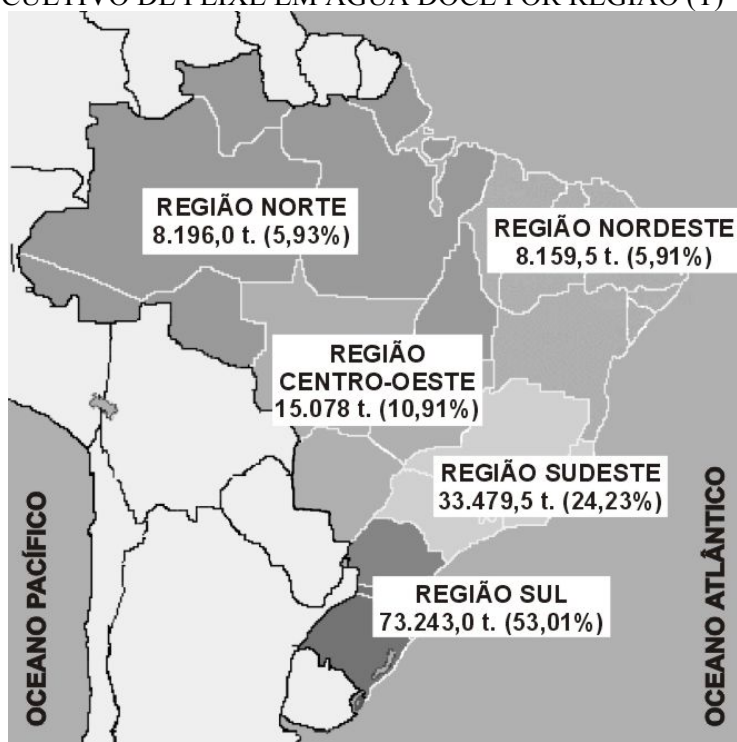 CULTIVO DE PEIXE EM ÁGUA DOCE POR REGIÃO (1)
REGIÃO NORTE
8.196,0 t. (5,93%)
REGIÃO NORDESTE
8.159,5 t. (5,91%)
REGIÃO
CENTRO-OESTE
15.078 t. (10,91%)
REGIÃO SUDESTE
33.479,5 t. (24,23%)
REGIÃO SUL
73.243,0 t. (53,01%)
OCEANO PACÍFICO
OCEANO ATLÂNTICO